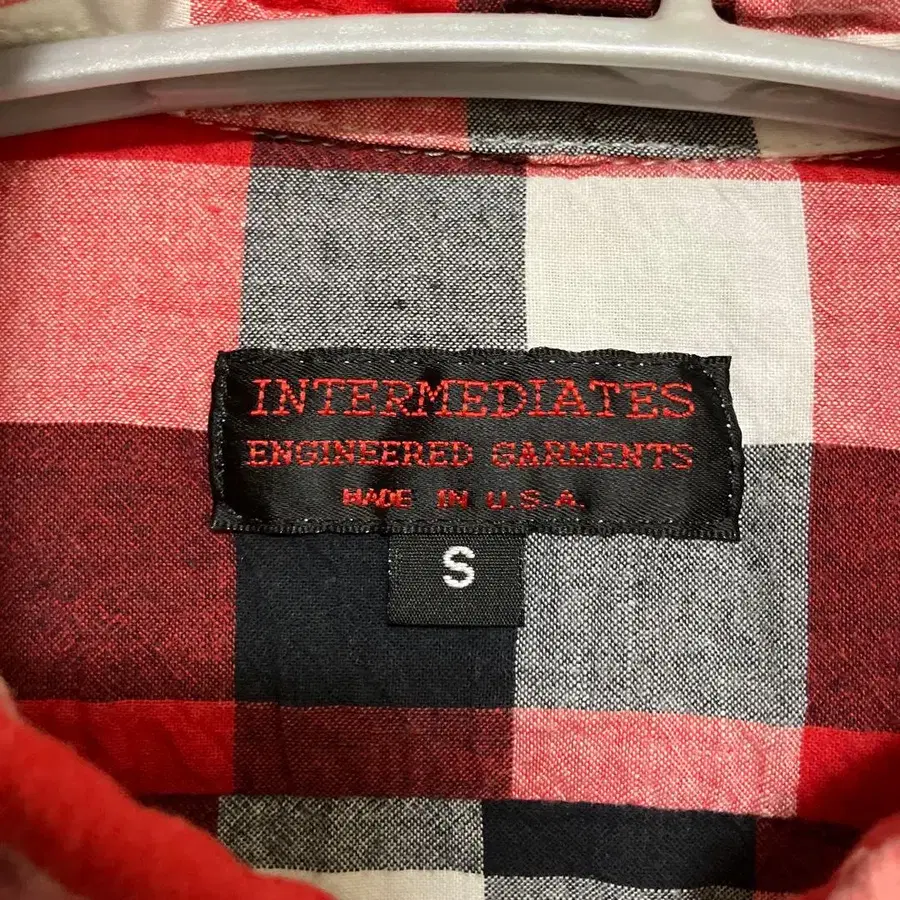 INTERMEDIATES
ENGINEERED GARMENTS
MADE IN U.S.A.
S